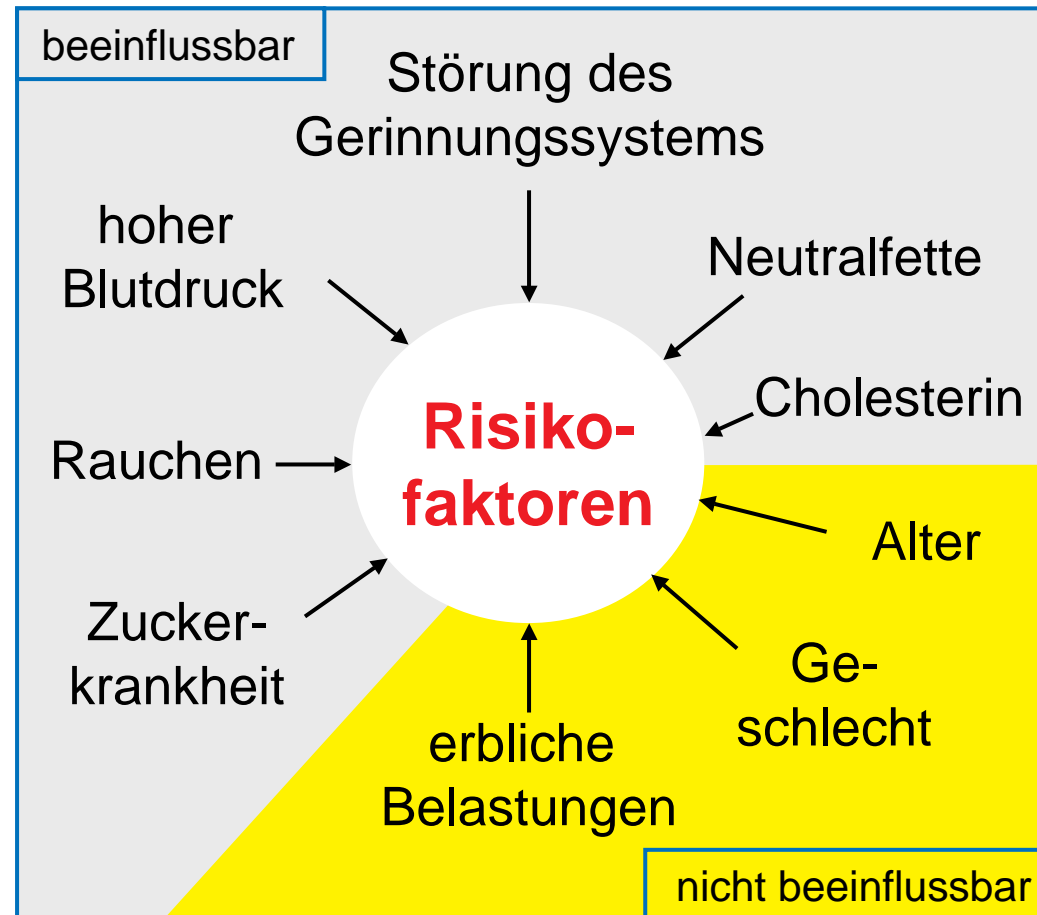 beeinflussbar
Störung des
Gerinnungssystems
hoher
Blutdruck
Neutralfette
Cholesterin
Risiko-
faktoren
Rauchen
Alter
Zucker-
krankheit
Ge-
schlecht
erbliche
Belastungen
nicht beeinflussbar